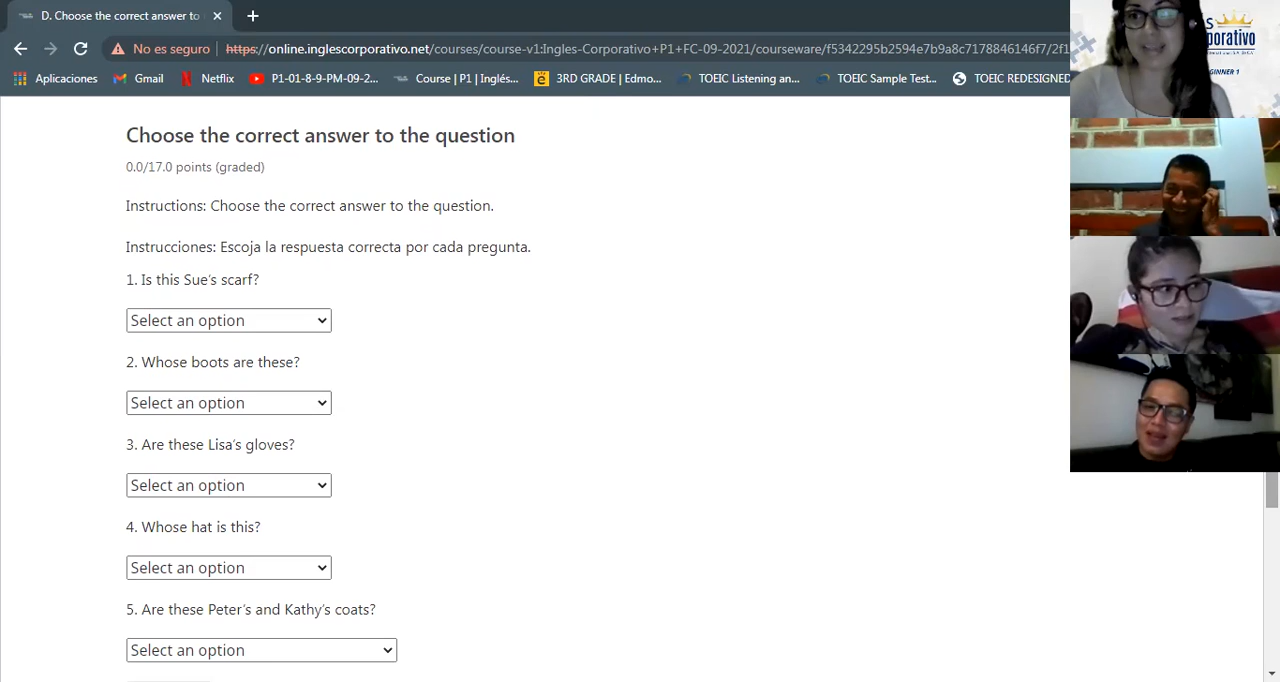 D. Choose the correct answer to
No es seguro
https://online.inglescorporativo.net/courses/course-v1:Ingles-Corporativo+P1+FC-09-2021/courseware/f5342295b2594e7b9a8c7178846146f7/2f1
Aplicaciones
Gmail
Netflix
P1-01-8-9-PM-09-2...
Course | P1 | Inglés...
3RD GRADE | Edmo...
TOEIC Listening an...
TOEIC Sample Test...
TOEIC REDESIGNED
GINNER 1
Choose the correct answer to the question
0.0/17.0 points (graded)
Instructions: Choose the correct answer to the question.
Instrucciones: Escoja la respuesta correcta por cada pregunta.
1. Is this Sue's scarf?
Select an option
2. Whose boots are these?
Select an option
3. Are these Lisa's gloves?
Select an option
4. Whose hat is this?
Select an option
5. Are these Peter's and Kathy's coats?
Select an option